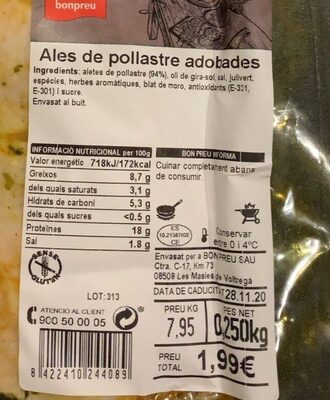 bonpreu
Ales de pollastre adobades
Ingredients: aletes de pollastre (94%), oli de gira-sol, sal, julivert,
espècies, herbes aromàtiques, blat de moro, antioxidants (E-331,
E-301) i sucre.
Envasat al buit.
INFORMACIÓ NUTRICIONAL per 100g
Valor energètic 718kJ/172kcal
Greixos 8,7 g
dels quals saturats 3,1 g
Hidrats de carboni 5,3 g
dels quals sucres <0.5 g
Proteïnes 18 g
Sal 1.8 g
SENSE
GLUTEN
LOT:313
ATENCIÓ AL CLIENT
900 50 00 05
8 422410 244089
BON PREU INFORMA
Cuinar completament abans
de consumir.
ES
10.21387/GE
CE
Conservar
entre 0 i 4°C
Envasat per a BON PREU SAU
Ctra. C-17, Km 73
08509 Les Masies de Voltregà
DATA DE CADUCITAT 28.11.20
PREU KG
7,95
PES NET
0,250kg
PREU
TOTAL
1,99€